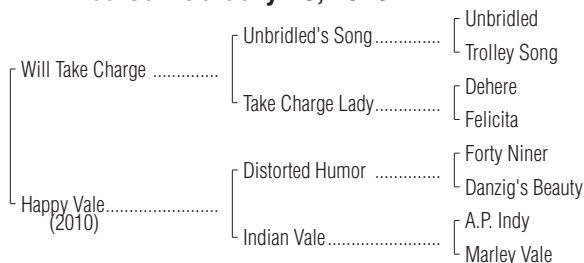 Unbridled
Unbridled's Song..............
Trolley Song
Will Take Charge ..............
Dehere
Take Charge Lady..............
Felicita
Forty Niner
Distorted Humor ..............
Danzig's Beauty
Happy Vale........................
(2010)
A.P. Indy
Indian Vale........................
Marley Vale